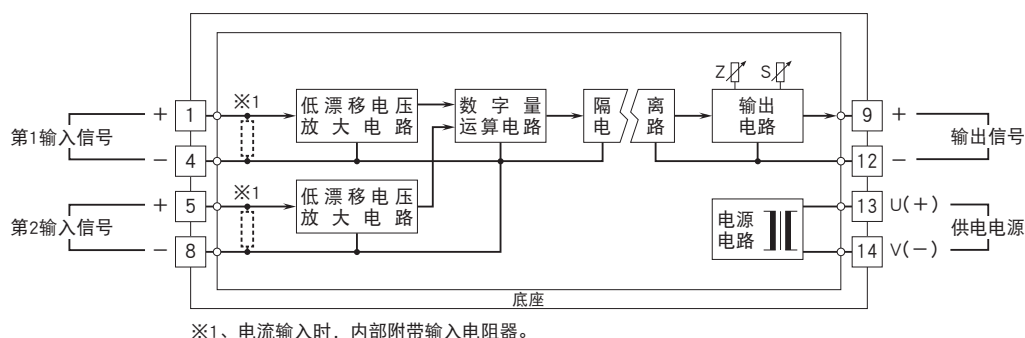 第1输入信号
+
−
1
4
※1
低漂移电压
放大电路
数字量
运算电路
隔 离
电 路
Z
S
输出
电路
9
+
12
−
输出信号
第2输入信号
+
−
5
8
※1
低漂移电压
放大电路
电源
电路
13
U(+)
14
V(−)
供电电源
底座
※1、电流输入时，内部附带输入电阻器。